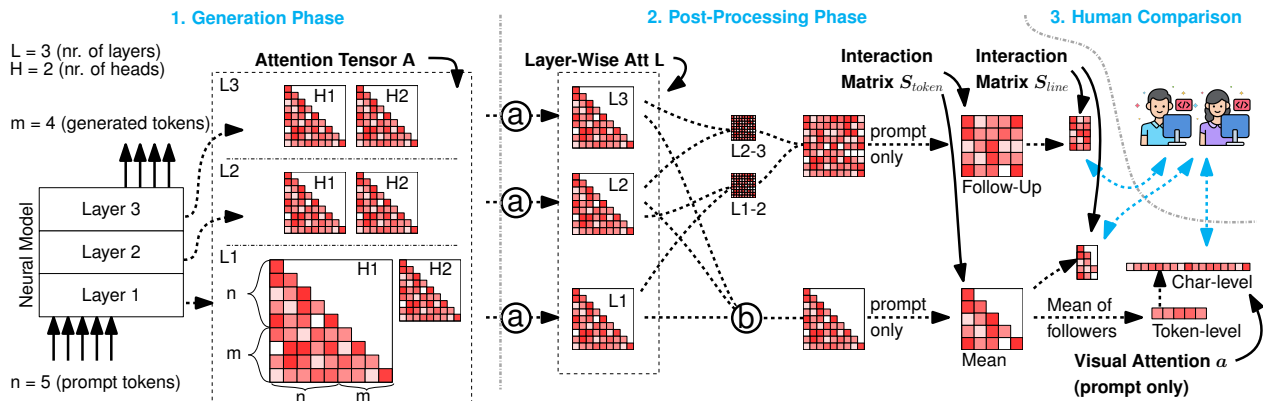 1. Generation Phase
2. Post-Processing Phase
3. Human Comparison
L = 3 (nr. of layers)
H = 2 (nr. of heads)
m = 4 (generated tokens)
Neural Model
Layer 3
Layer 2
Layer 1
n = 5 (prompt tokens)
Attention Tensor A
L3
H1
H2
L2
H1
H2
L1
H1
H2
n
m
n
m
a
a
a
Layer-Wise Att L
L3
L2
L1
L2-3
L1-2
b
prompt
only
prompt
only
Interaction
Matrix S_token
Interaction
Matrix S_line
Follow-Up
Mean
Mean of
followers
Char-level
Token-level
Visual Attention a
(prompt only)